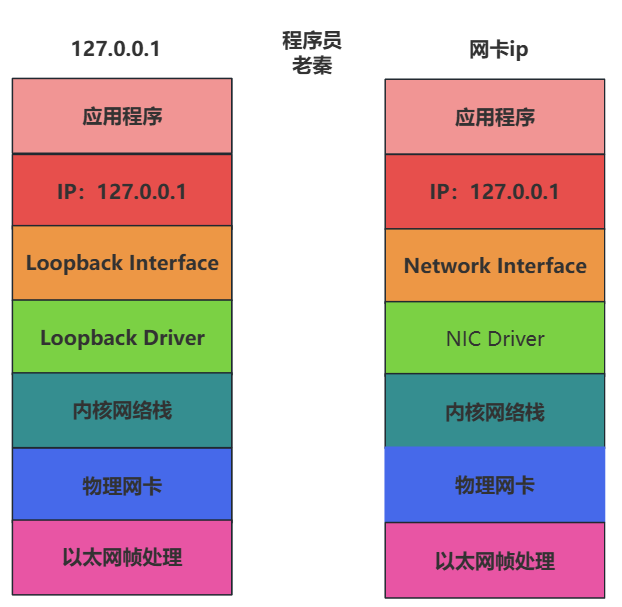 127.0.0.1
应用程序
IP：127.0.0.1
Loopback Interface
Loopback Driver
内核网络栈
物理网卡
以太网帧处理
程序员
老秦
网卡ip
应用程序
IP：127.0.0.1
Network Interface
NIC Driver
内核网络栈
物理网卡
以太网帧处理